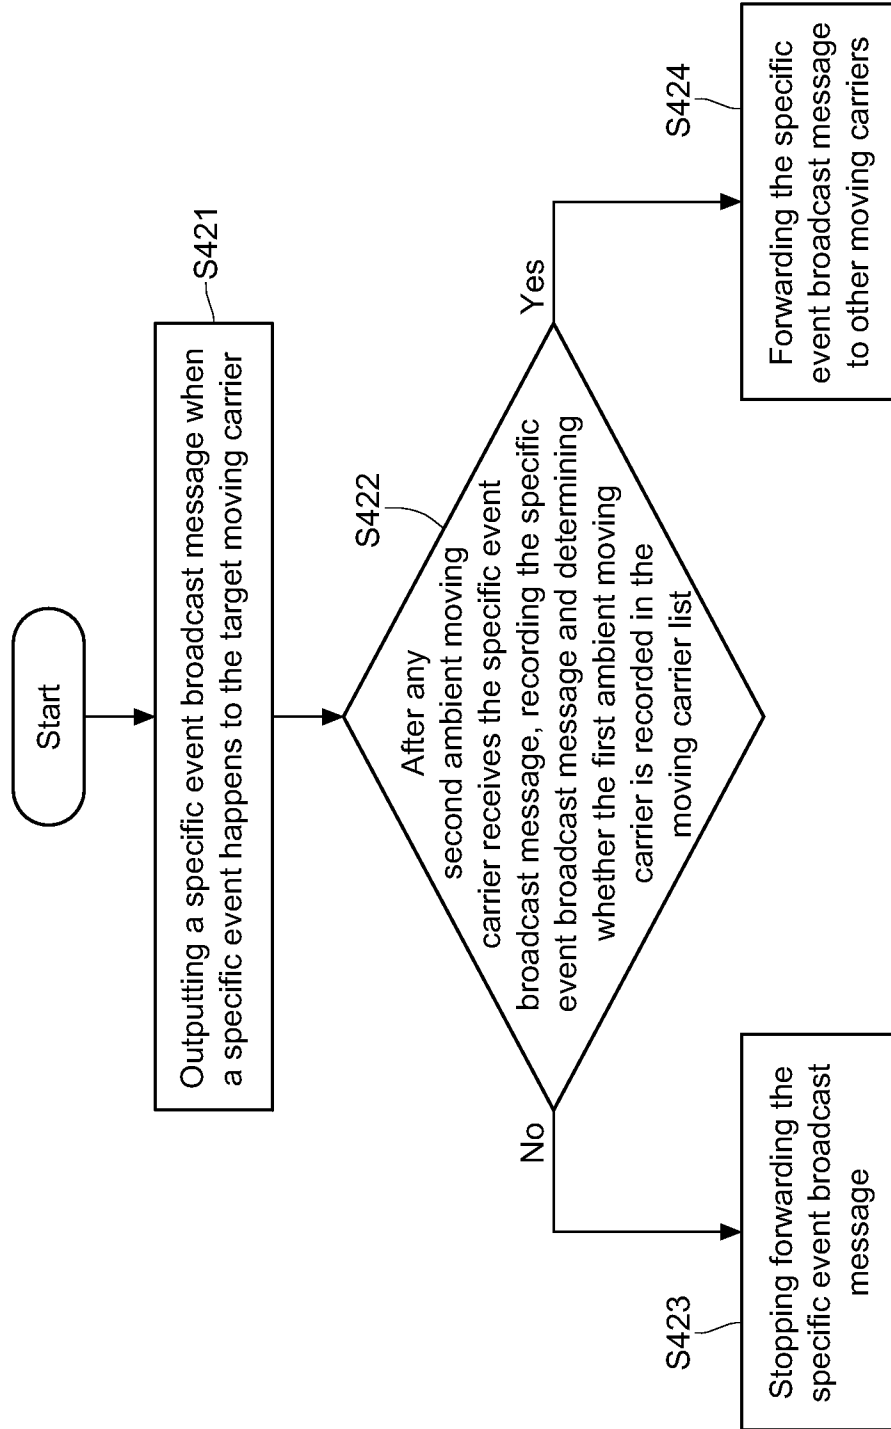 Start
S421
Outputting a specific event broadcast message when
a specific event happens to the target moving carrier
S422
After any
second ambient moving
carrier receives the specific event
broadcast message, recording the specific
event broadcast message and determining
whether the first ambient moving
carrier is recorded in the
moving carrier list
No
Yes
S423
Stopping forwarding the
specific event broadcast
message
S424
Forwarding the specific
event broadcast message
to other moving carriers